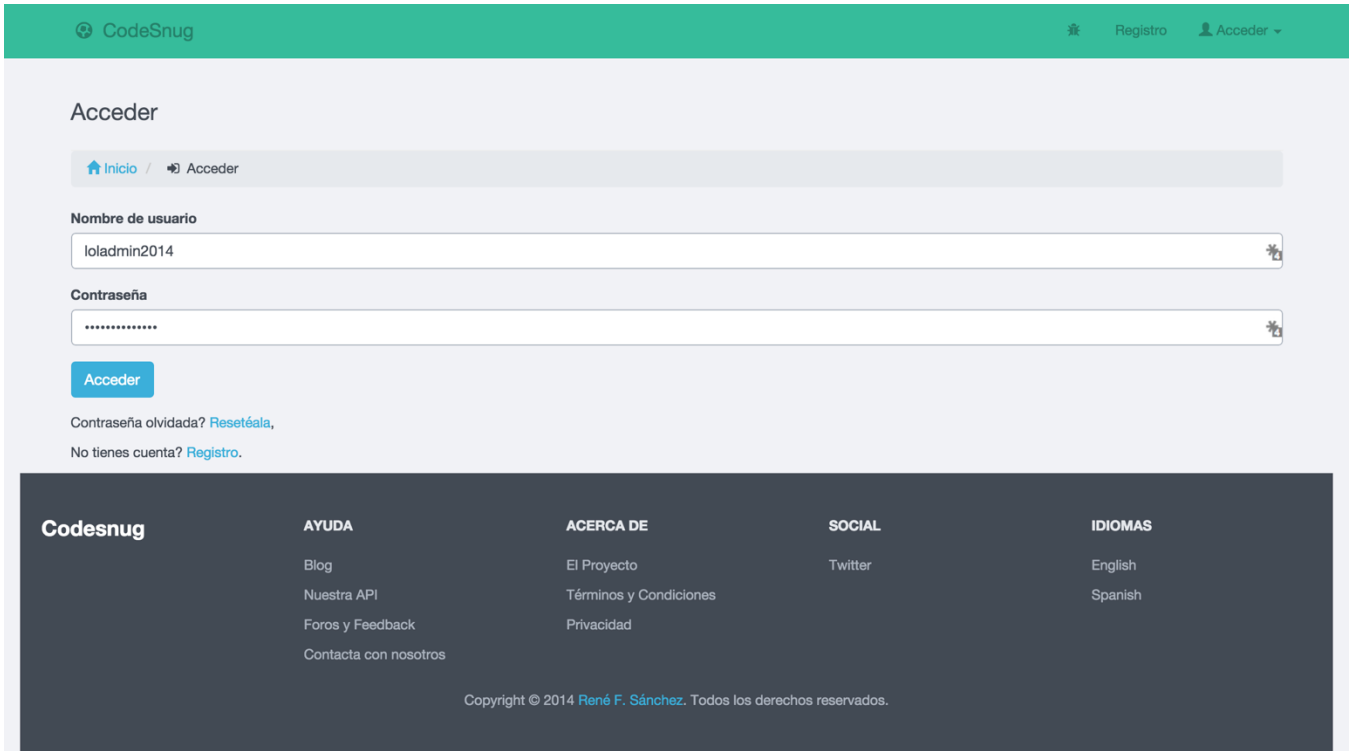 CodeSnug
Registro
Acceder
Acceder
Inicio / Acceder
Nombre de usuario
loladmin2014
Contraseña
••••••••••••••
Acceder
Contraseña olvidada? Resetéala,
No tienes cuenta? Registro.
Codesnug
AYUDA
Blog
Nuestra API
Foros y Feedback
Contacta con nosotros
ACERCA DE
El Proyecto
Términos y Condiciones
Privacidad
SOCIAL
Twitter
IDIOMAS
English
Spanish
Copyright © 2014 René F. Sánchez. Todos los derechos reservados.